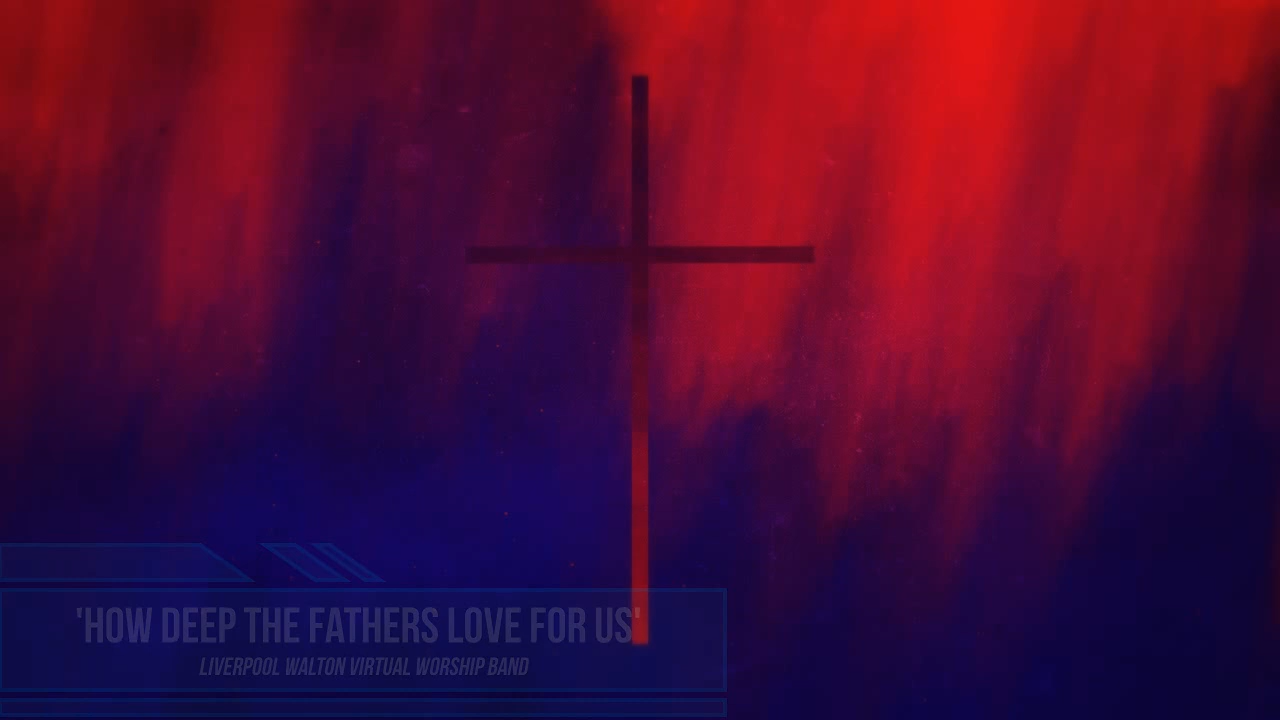 'HOW DEEP THE FATHERS LOVE FOR US'
LIVERPOOL WALTON VIRTUAL WORSHIP BAND